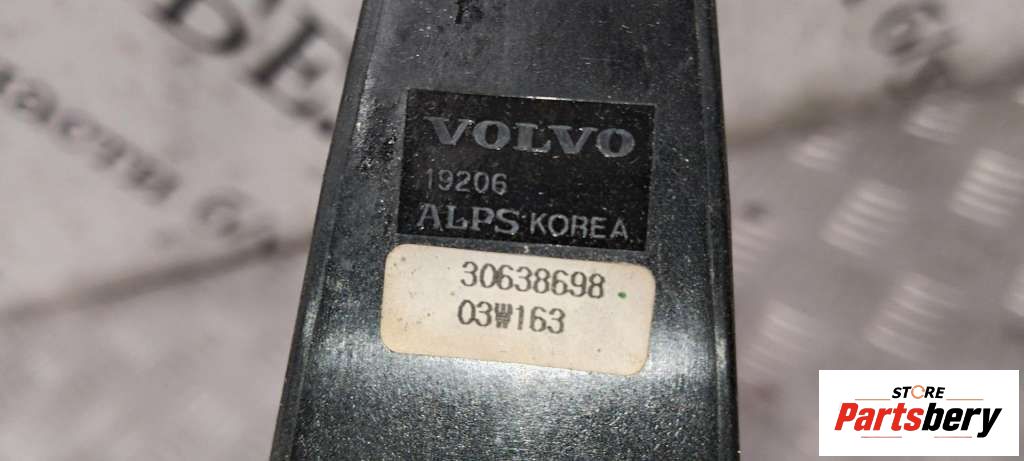 VOLVO
19206
ALPS KOREA
30638698
03W163
STORE
Partsbery